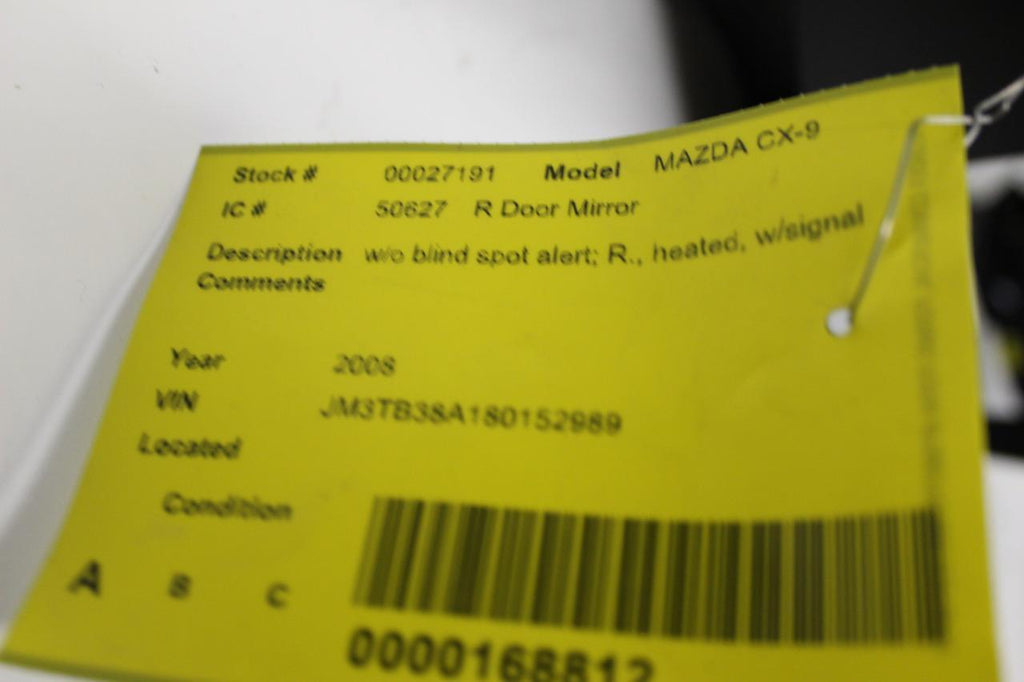 Stock # 00027191 Model MAZDA CX-9
IC # 50627 R Door Mirror
Description w/o blind spot alert; R., heated, w/signal
Comments
Year 2008
VIN JM3TB38A180152989
Located
Condition
A B C
0000168812